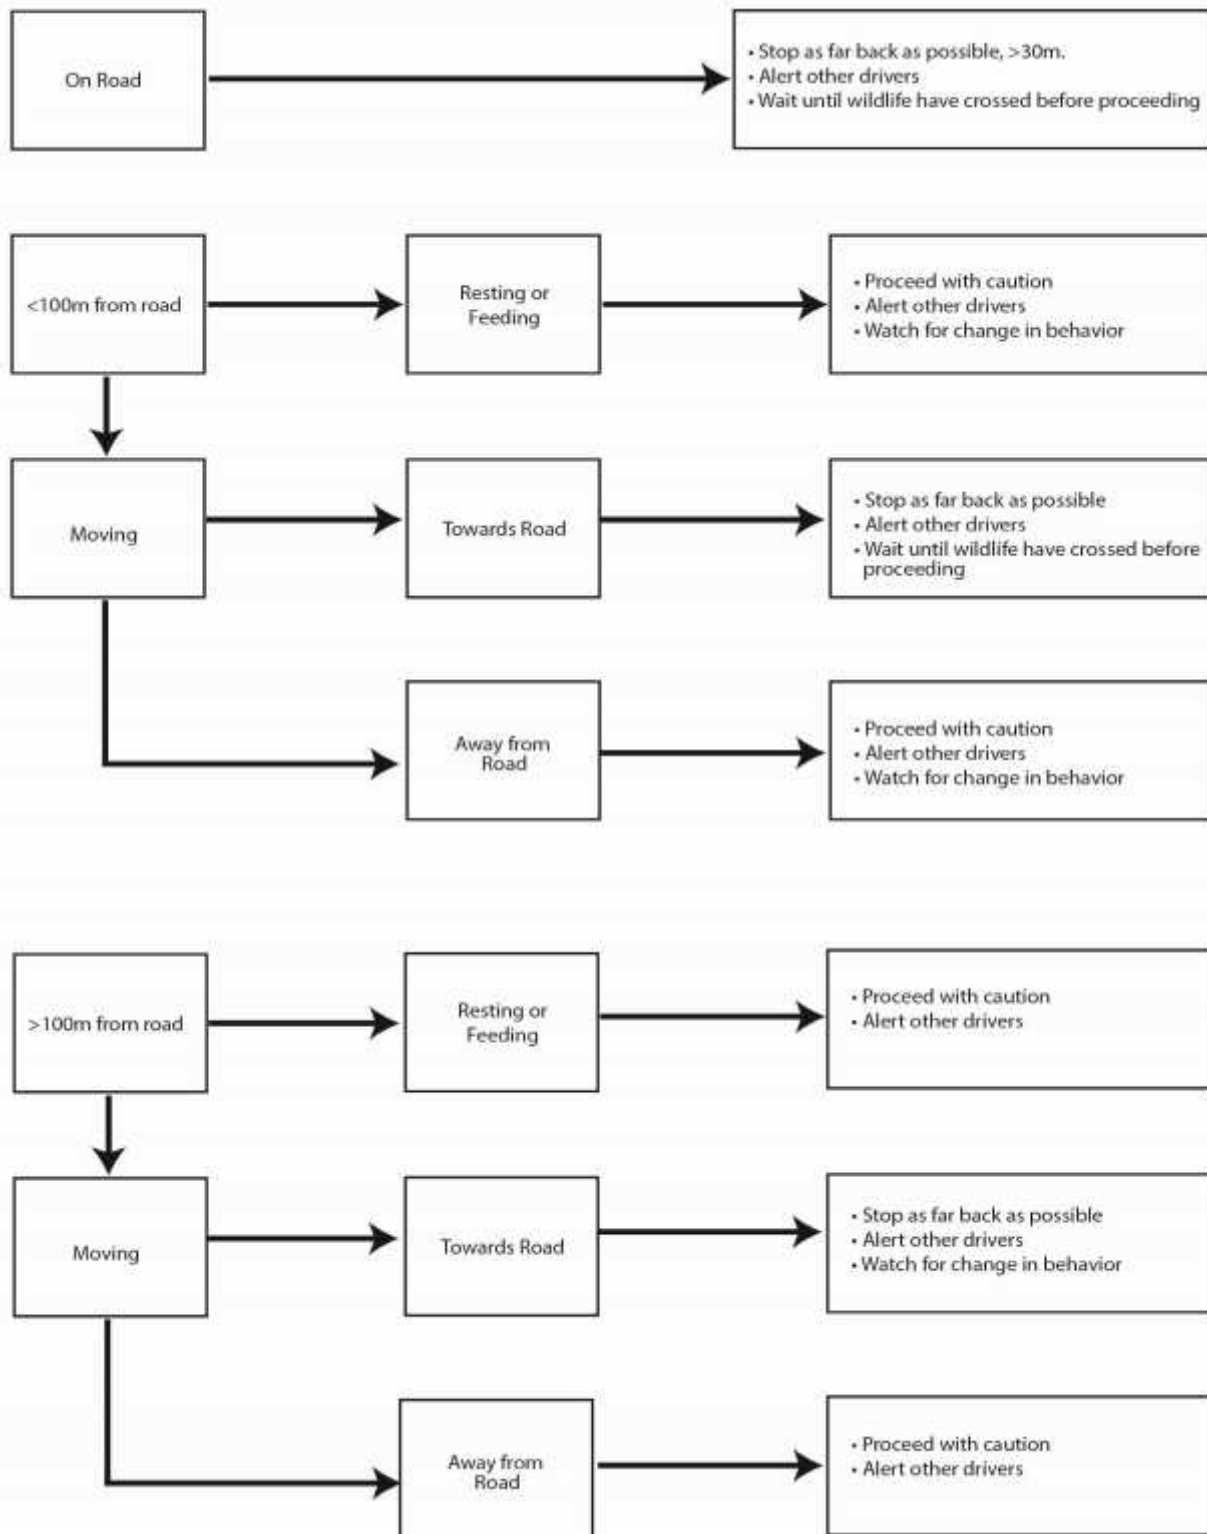 On Road
• Stop as far back as possible, >30m.
• Alert other drivers
• Wait until wildlife have crossed before proceeding
<100m from road
Resting or
Feeding
• Proceed with caution
• Alert other drivers
• Watch for change in behavior
Moving
Towards Road
• Stop as far back as possible
• Alert other drivers
• Wait until wildlife have crossed before
proceeding
Away from
Road
• Proceed with caution
• Alert other drivers
• Watch for change in behavior
>100m from road
Resting or
Feeding
• Proceed with caution
• Alert other drivers
Moving
Towards Road
• Stop as far back as possible
• Alert other drivers
• Watch for change in behavior
Away from
Road
• Proceed with caution
• Alert other drivers